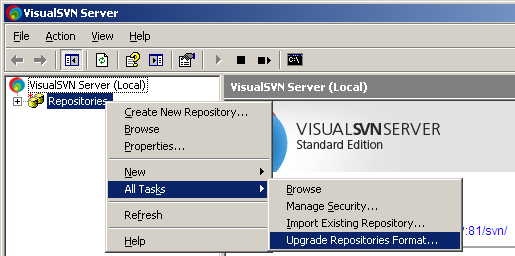 VisualSVN Server
File Action View Help
VisualSVN Server (Local)
Repositories
VisualSVN Server (Local)
VISUALSVNSERVER
Standard Edition
Create New Repository...
Browse
Properties...
New
All Tasks
Refresh
Help
Browse
Manage Security...
Import Existing Repository...
Upgrade Repositories Format...
:81/svn/